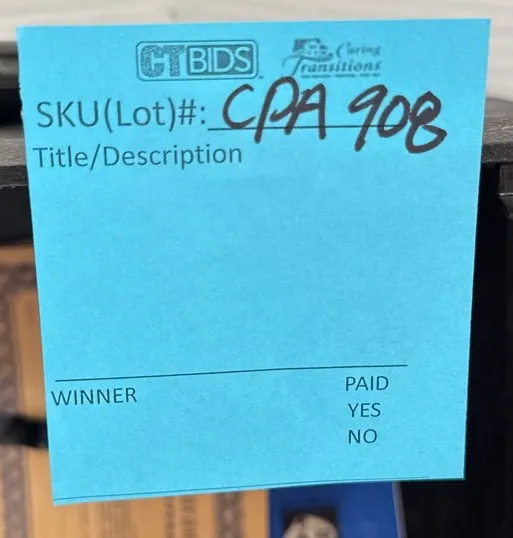 CTBIDS
Caring
Transitions
SKU(Lot)#: CPA 908
Title/Description
WINNER PAID
YES
NO